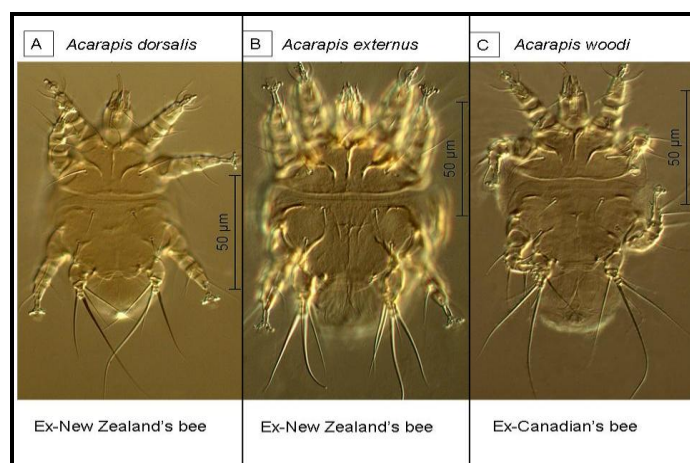 A Acarapis dorsalis
B Acarapis externus
C Acarapis woodi
50 µm
50 µm
50 µm
Ex-New Zealand's bee
Ex-New Zealand's bee
Ex-Canadian's bee